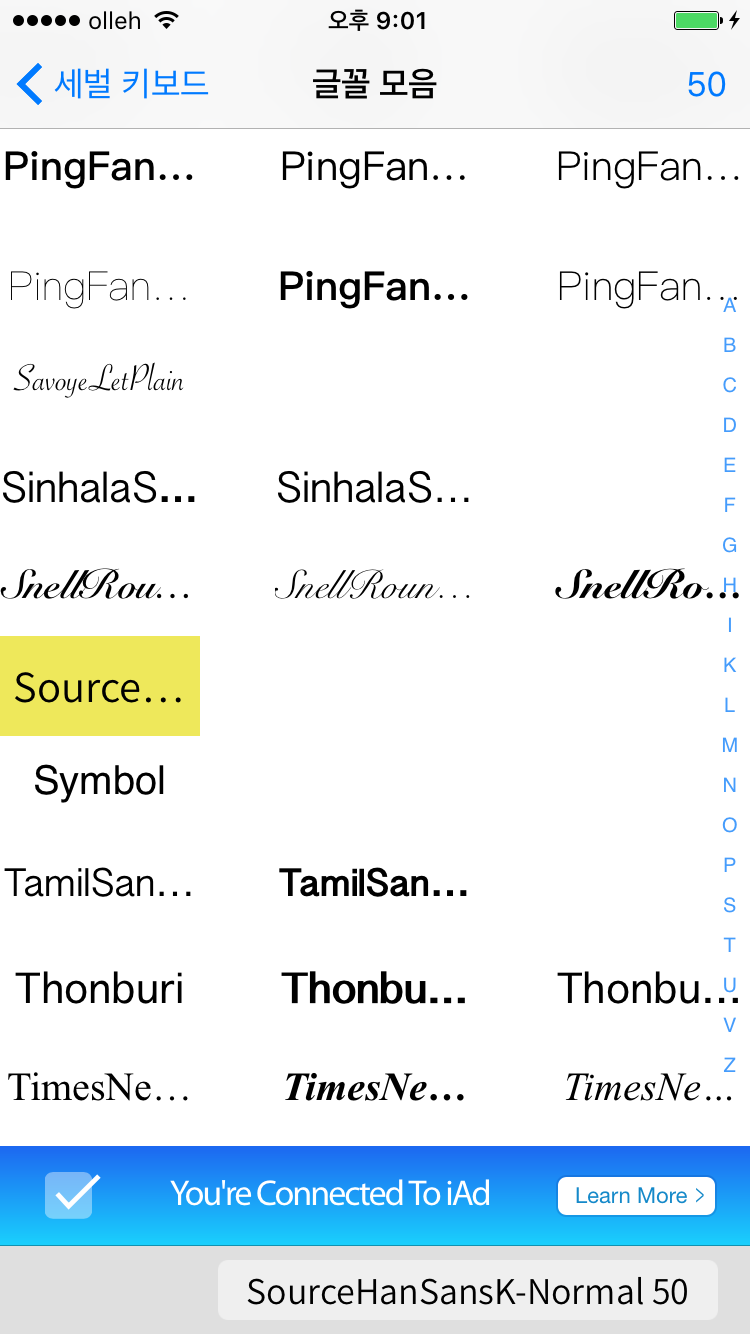 olleh 오후 9:01
세벌 키보드 글꼴 모음 50
PingFan... PingFan... PingFan...
PingFan... PingFan... PingFan...
A
B
SavoyeLetPlain
C
D
E
SinhalaS... SinhalaS...
F
G
SnellRou... SnellRoun... SnellRo...
H
I
K
Source...
L
M
Symbol
N
O
P
TamilSan... TamilSan...
S
T
Thonburi Thonbu... Thonbu...
U
V
Z
TimesNe... TimesNe... TimesNe...
You're Connected To iAd Learn More >
SourceHanSansK-Normal 50